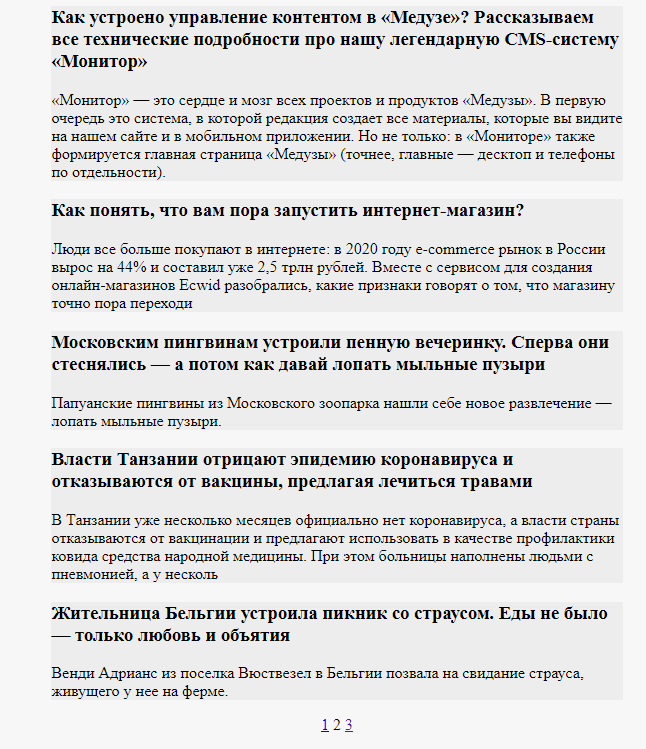 Как устроено управление контентом в «Медузе»? Рассказываем
все технические подробности про нашу легендарную CMS-систему
«Монитор»
«Монитор» — это сердце и мозг всех проектов и продуктов «Медузы». В первую
очередь это система, в которой редакция создает все материалы, которые вы видите
на нашем сайте и в мобильном приложении. Но не только: в «Мониторе» также
формируется главная страница «Медузы» (точнее, главные — десктоп и телефоны
по отдельности).
Как понять, что вам пора запустить интернет-магазин?
Люди все больше покупают в интернете: в 2020 году e-commerce рынок в России
вырос на 44% и составил уже 2,5 трлн рублей. Вместе с сервисом для создания
онлайн-магазинов Ecwid разобрались, какие признаки говорят о том, что магазину
точно пора переходи
Московским пингвинам устроили пенную вечеринку. Сперва они
стеснялись — а потом как давай лопать мыльные пузыри
Папуанские пингвины из Московского зоопарка нашли себе новое развлечение —
лопать мыльные пузыри.
Власти Танзании отрицают эпидемию коронавируса и
отказываются от вакцины, предлагая лечиться травами
В Танзании уже несколько месяцев официально нет коронавируса, а власти страны
отказываются от вакцинации и предлагают использовать в качестве профилактики
ковида средства народной медицины. При этом больницы наполнены людьми с
пневмонией, а у несколь
Жительница Бельгии устроила пикник со страусом. Еды не было
— только любовь и объятия
Венди Адрианс из поселка Вюствезел в Бельгии позвала на свидание страуса,
живущего у нее на ферме.
1 2 3